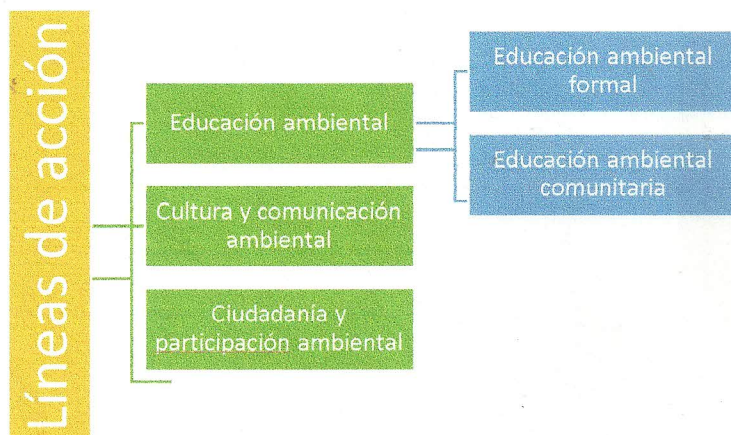 Líneas de acción
Educación ambiental
Cultura y comunicación
ambiental
Ciudadanía y
participación ambiental
Educación ambiental
formal
Educación ambiental
comunitaria